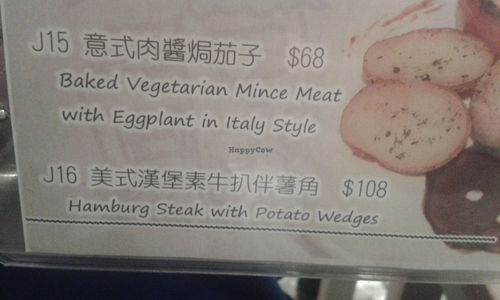 J15 意式肉醬焗茄子 $68
Baked Vegetarian Mince Meat
with Eggplant in Italy Style
HappyCow
J16 美式漢堡素牛扒伴薯角 $108
Hamburg Steak with Potato Wedges